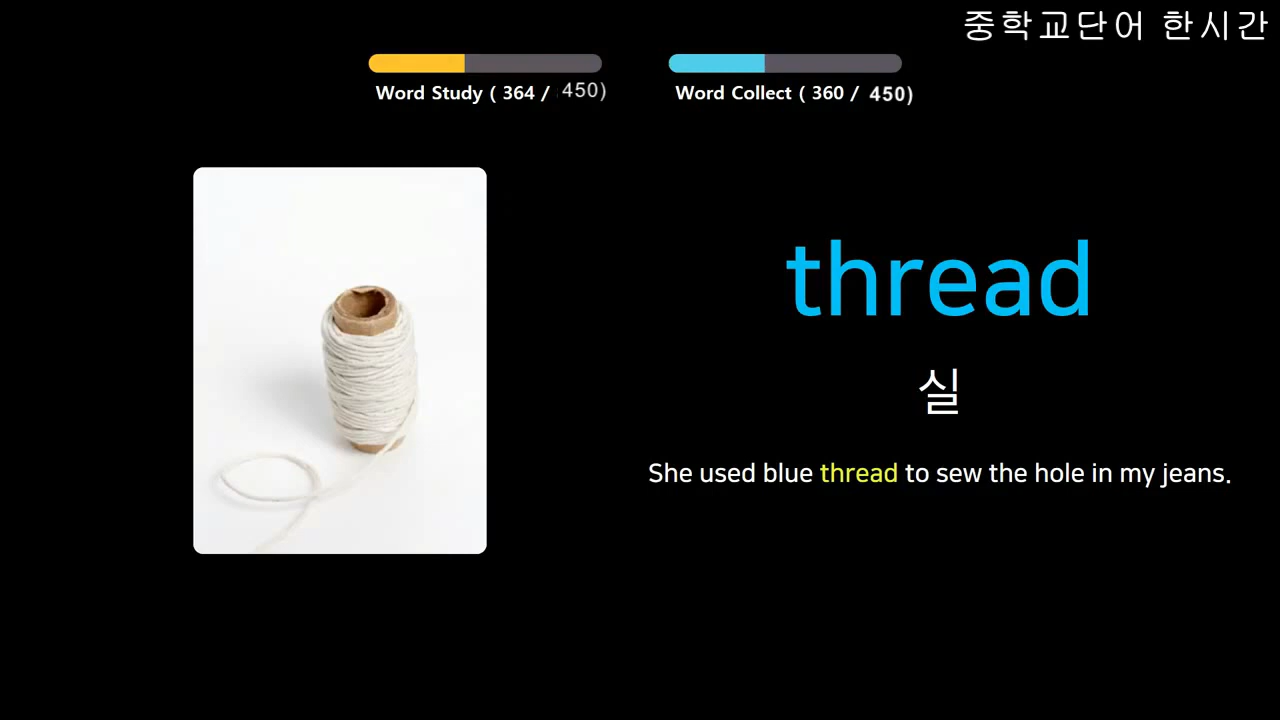 중학교단어 한시간
Word Study ( 364 / 450)
Word Collect ( 360 / 450)
thread
실
She used blue thread to sew the hole in my jeans.